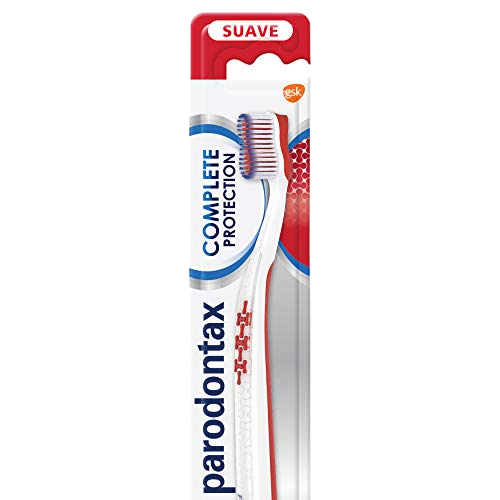 SUAVE
gsk
COMPLETE
PROTECTION
parodontax